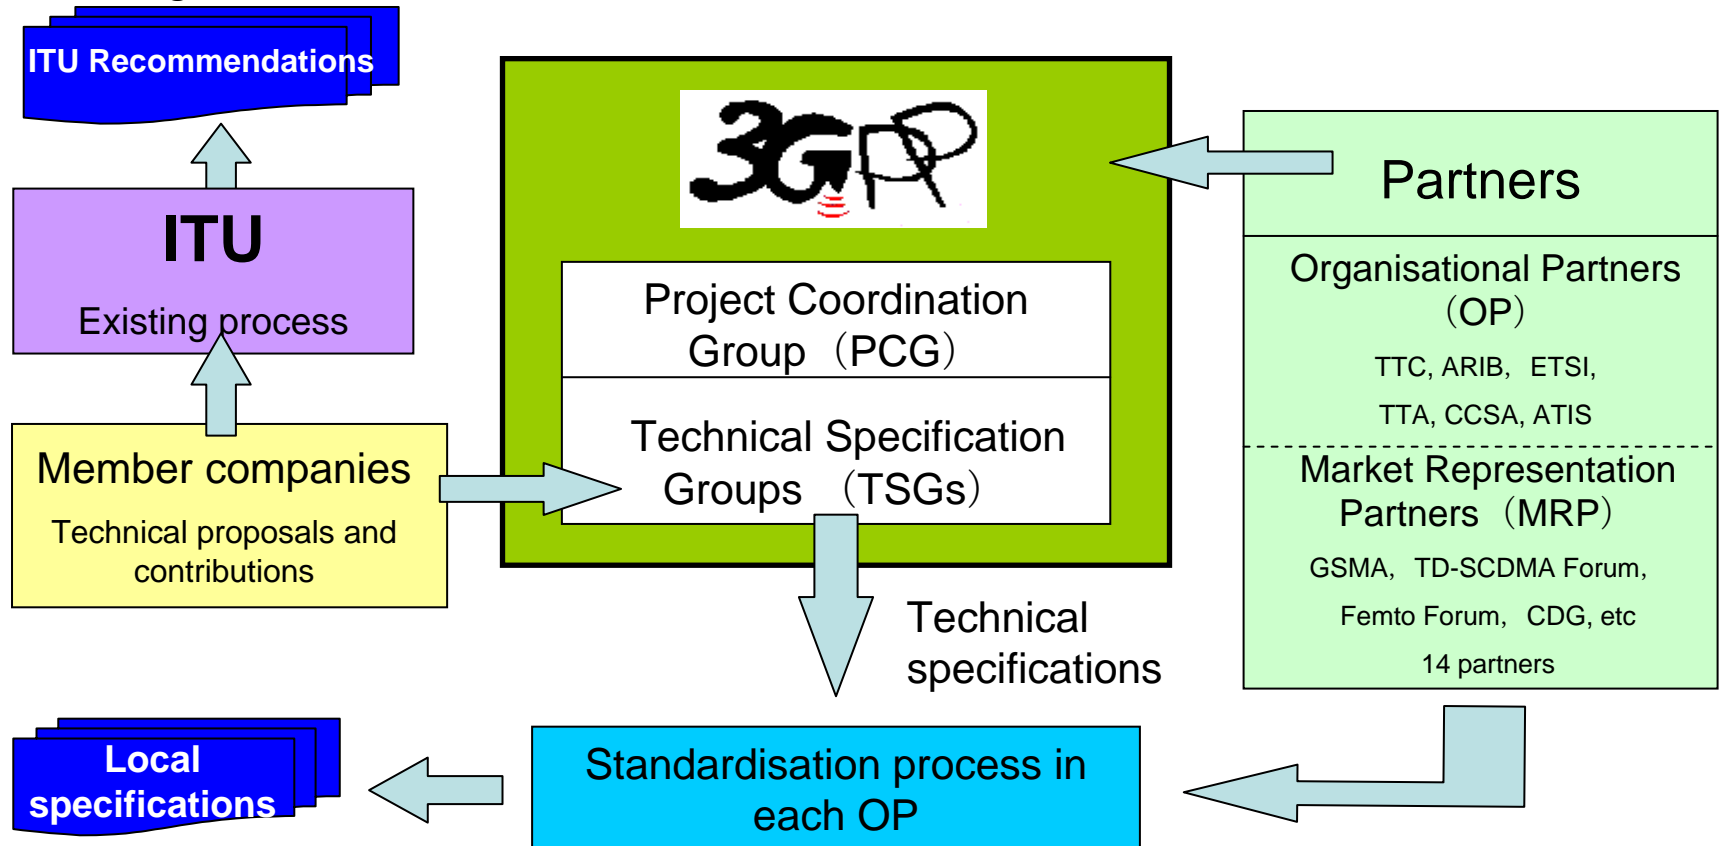 ITU Recommendations
ITU
Existing process
Member companies
Technical proposals and
contributions
3GPP
Project Coordination
Group（PCG）
Technical Specification
Groups （TSGs）
Technical
specifications
Partners
Organisational Partners
（OP）
TTC, ARIB, ETSI,
TTA, CCSA, ATIS
Market Representation
Partners（MRP）
GSMA, TD-SCDMA Forum,
Femto Forum, CDG, etc
14 partners
Standardisation process in
each OP
Local
specifications